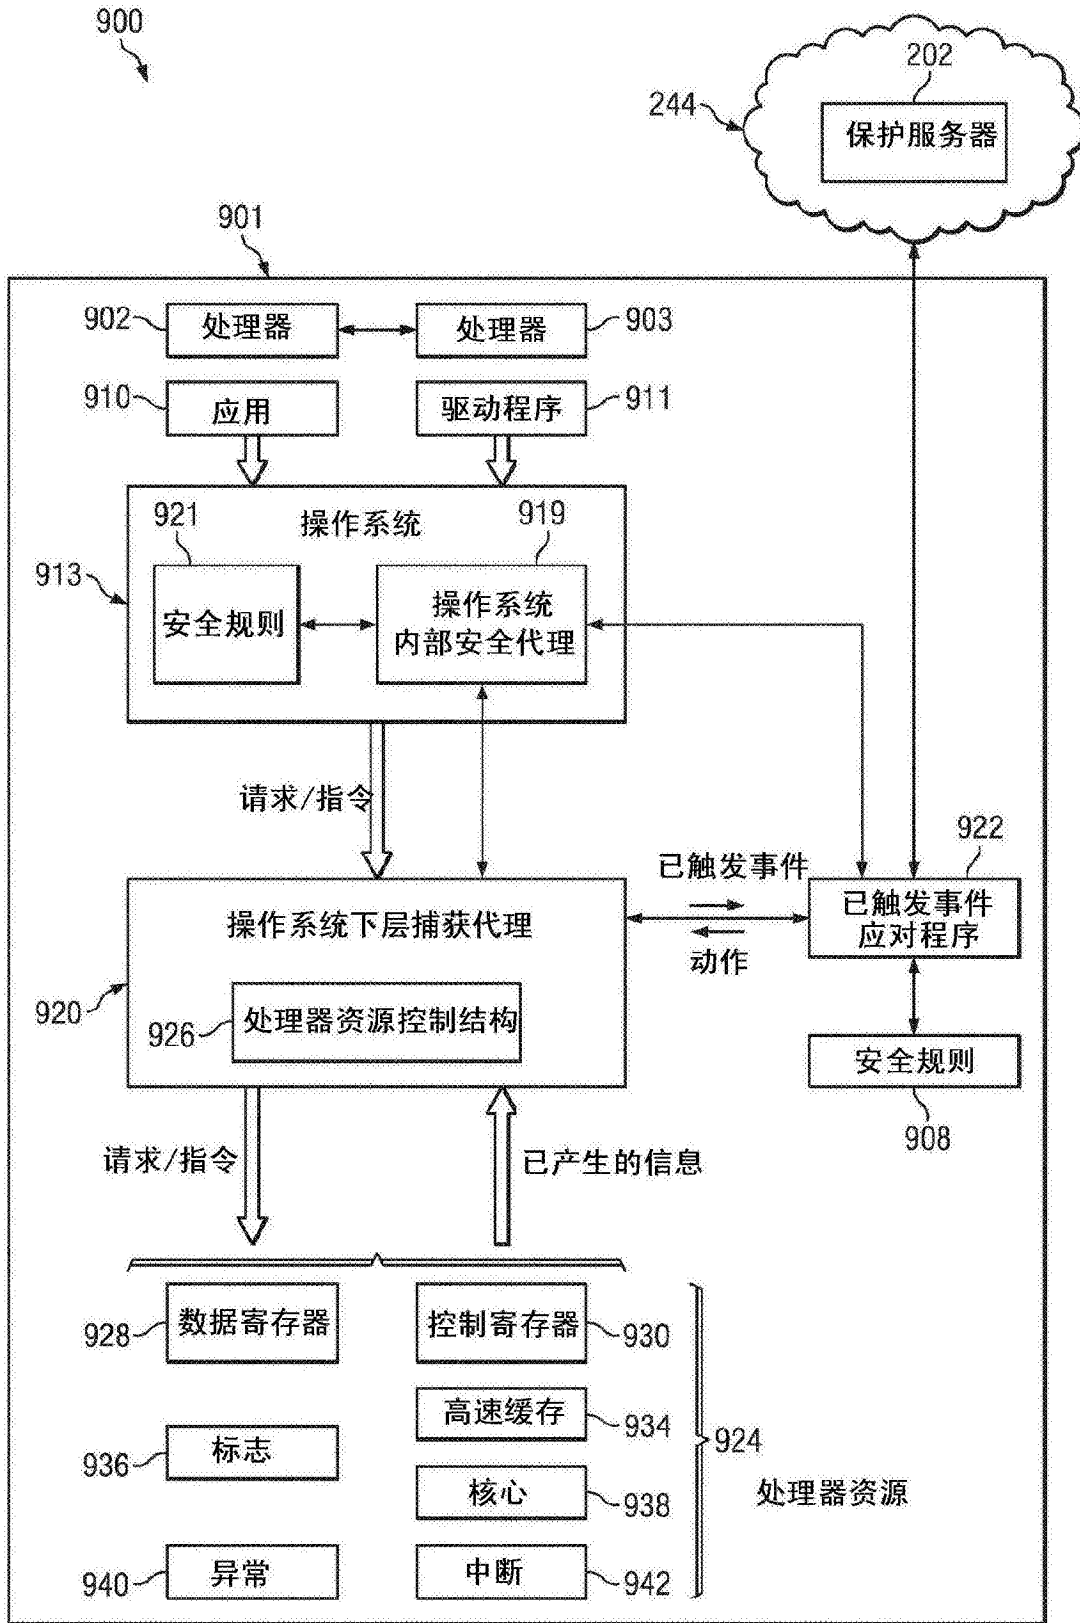 900
202
244
保护服务器
901
902
处理器
处理器
903
910
应用
驱动程序
911
921
操作系统
919
913
安全规则
操作系统
内部安全代理
请求/指令
922
已触发事件
已触发事件
应对程序
操作系统下层捕获代理
动作
920
926
处理器资源控制结构
安全规则
908
请求/指令
已产生的信息
928
数据寄存器
控制寄存器
930
高速缓存
934
936
标志
924
核心
938
处理器资源
940
异常
中断
942